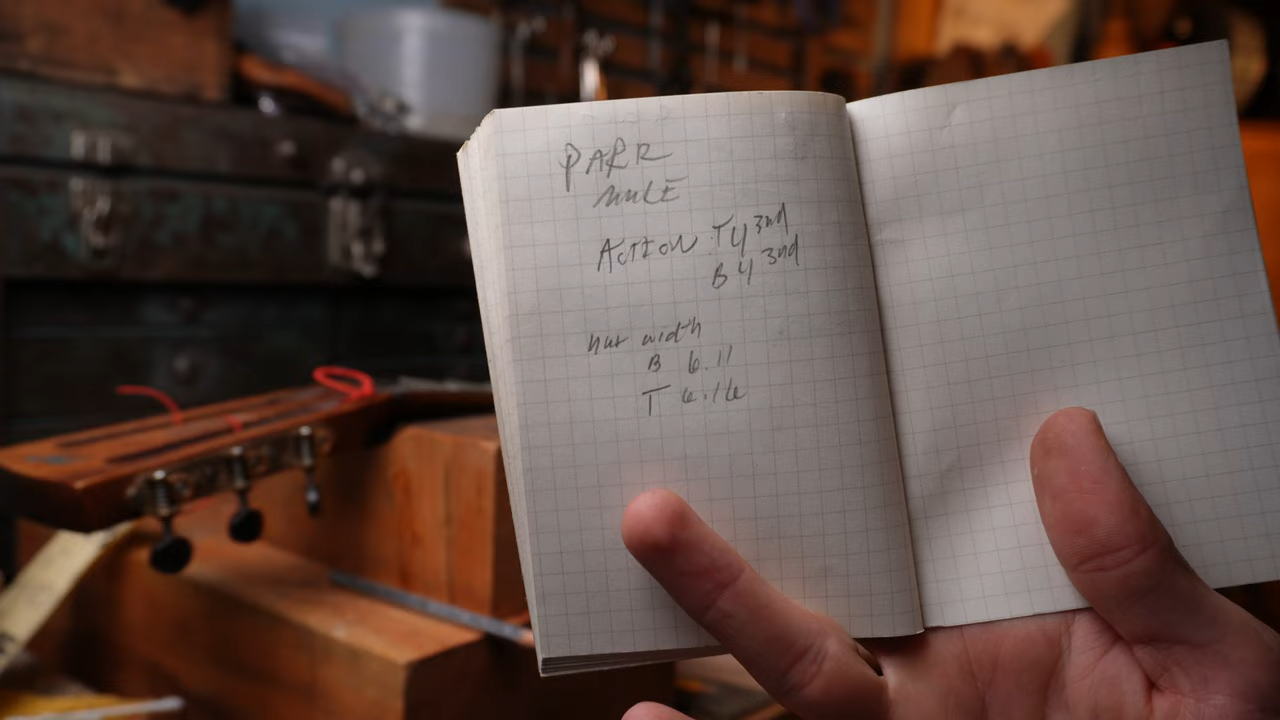 PARR
MULE
ACTION T 4 3nd
B 4 3nd
nut width
B 6.11
T 6.16